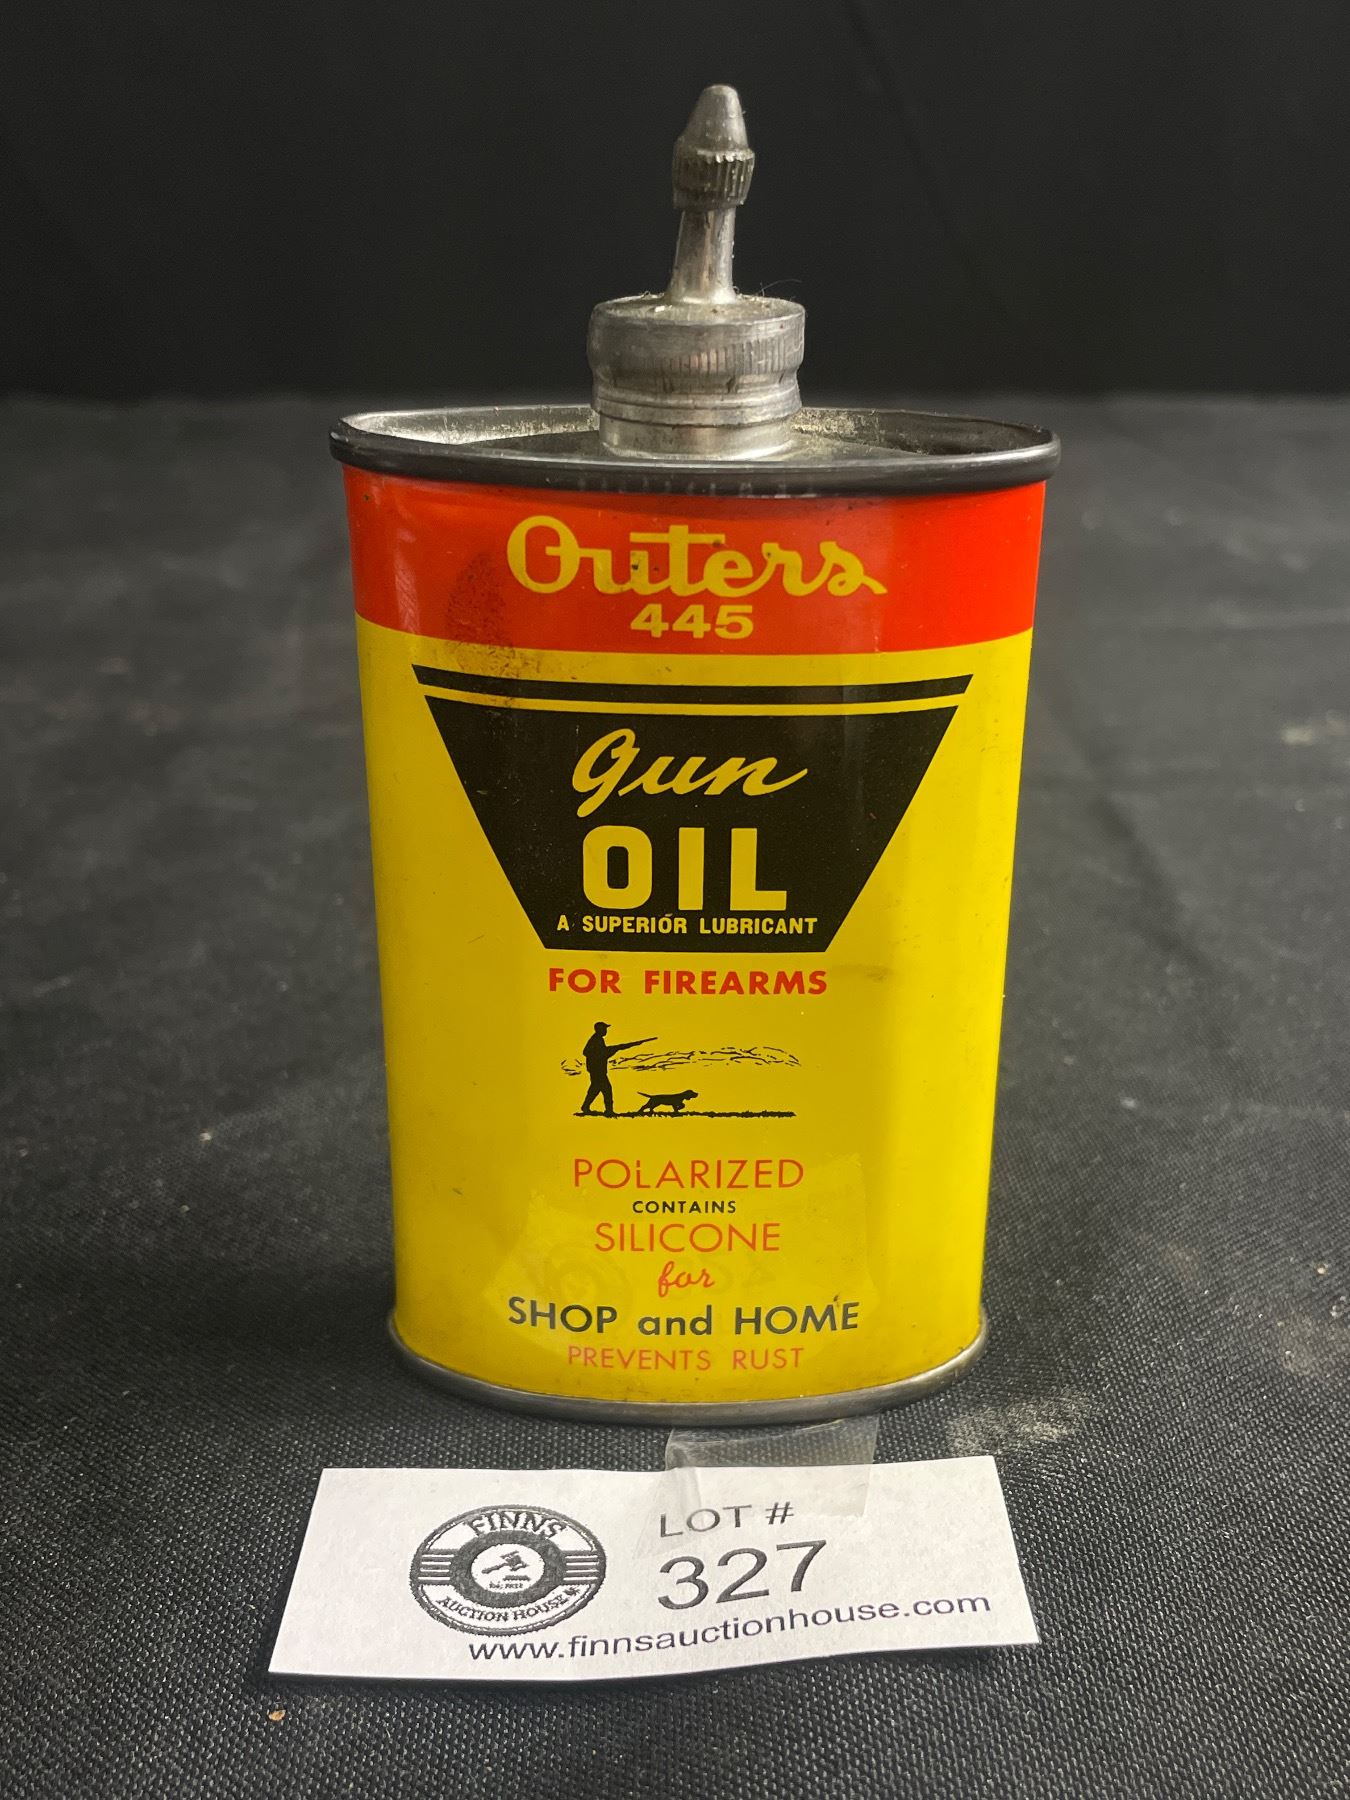 Outers
445
Gun
OIL
A SUPERIOR LUBRICANT
FOR FIREARMS
POLARIZED
CONTAINS
SILICONE
for
SHOP and HOME
PREVENTS RUST
FINNS
AUCTION HOUSE
LOT #
327
www.finnsauctionhouse.com